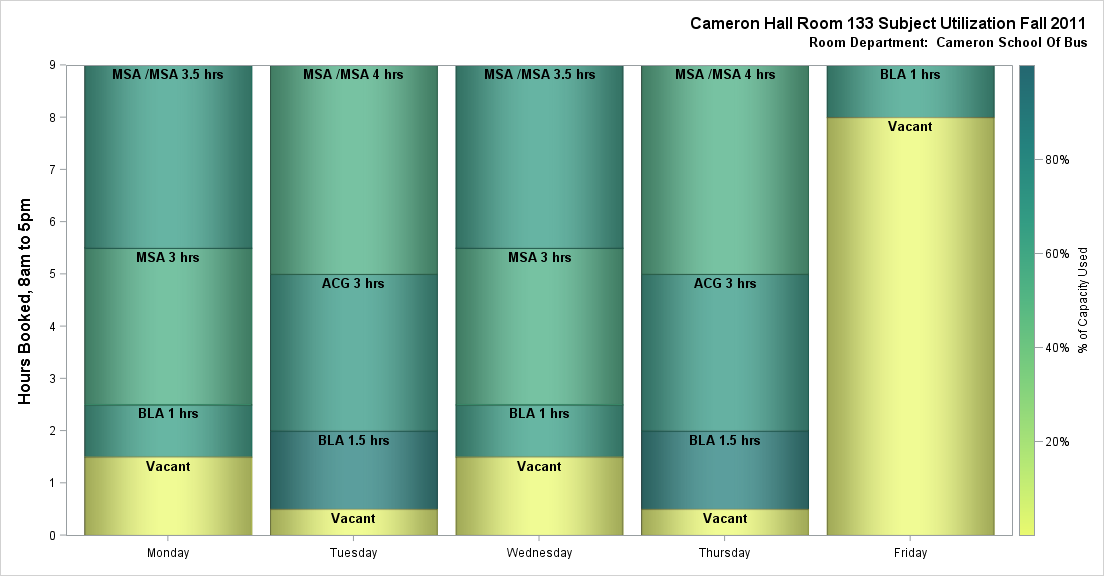 Cameron Hall Room 133 Subject Utilization Fall 2011
Room Department:  Cameron School Of Bus
Hours Booked, 8am to 5pm
9
8
7
6
5
4
3
2
1
0
MSA /MSA 3.5 hrs
MSA 3 hrs
BLA 1 hrs
Vacant
Monday
MSA /MSA 4 hrs
ACG 3 hrs
BLA 1.5 hrs
Vacant
Tuesday
MSA /MSA 3.5 hrs
MSA 3 hrs
BLA 1 hrs
Vacant
Wednesday
MSA /MSA 4 hrs
ACG 3 hrs
BLA 1.5 hrs
Vacant
Thursday
BLA 1 hrs
Vacant
Friday
80%
60%
40%
20%
% of Capacity Used